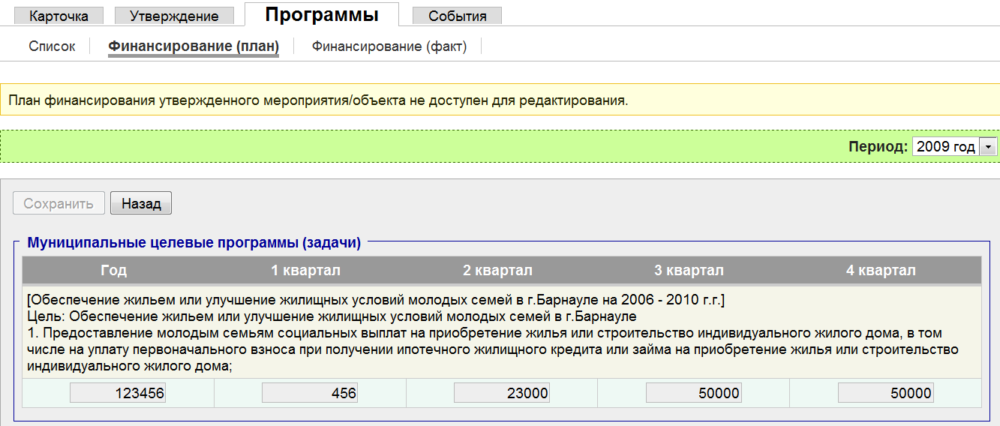 Карточка Утверждение Программы События
Список Финансирование (план) Финансирование (факт)
План финансирования утвержденного мероприятия/объекта не доступен для редактирования.
Период: 2009 год
Сохранить Назад
Муниципальные целевые программы (задачи)
Год 1 квартал 2 квартал 3 квартал 4 квартал
[Обеспечение жильем или улучшение жилищных условий молодых семей в г.Барнауле на 2006 - 2010 г.г.]
Цель: Обеспечение жильем или улучшение жилищных условий молодых семей в г.Барнауле
1. Предоставление молодым семьям социальных выплат на приобретение жилья или строительство индивидуального жилого дома, в том
числе на уплату первоначального взноса при получении ипотечного жилищного кредита или займа на приобретение жилья или строительство
индивидуального жилого дома;
123456 456 23000 50000 50000